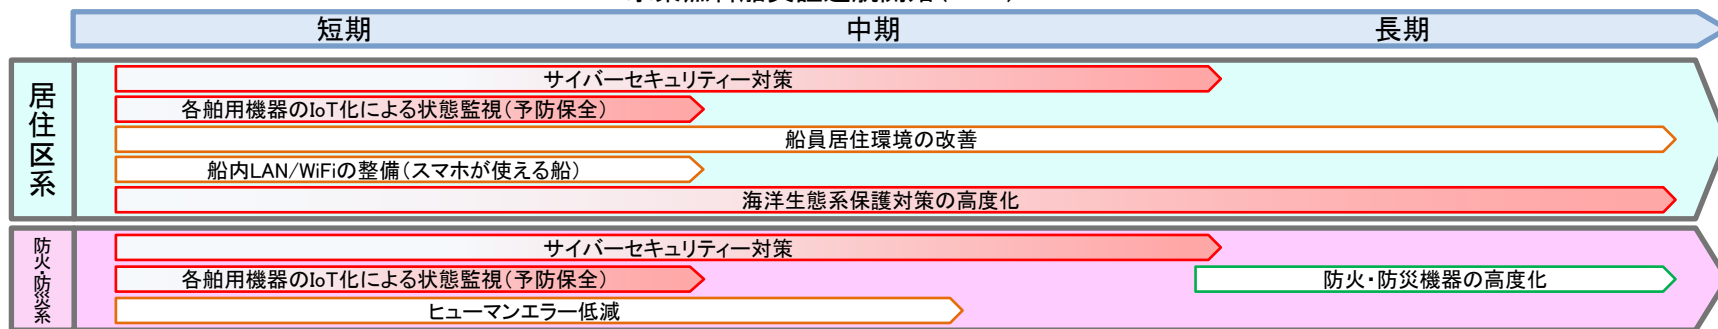 短期
中期
長期
居住区系
サイバーセキュリティー対策
各舶用機器のIoT化による状態監視(予防保全)
船員居住環境の改善
船内LAN/WiFiの整備(スマホが使える船)
海洋生態系保護対策の高度化
防火・防災系
サイバーセキュリティー対策
各舶用機器のIoT化による状態監視(予防保全)
防火・防災機器の高度化
ヒューマンエラー低減